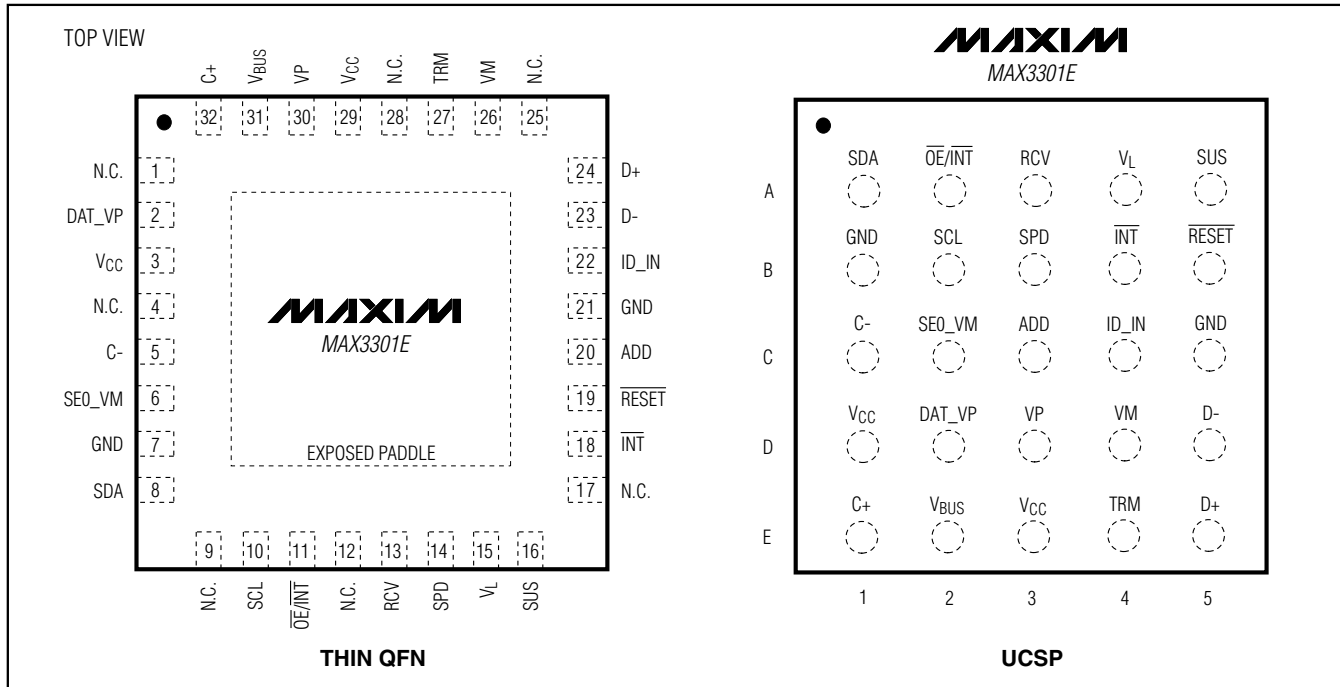 TOP VIEW
C+ VBUS VP VCC N.C. TRM VM N.C.
32 31 30 29 28 27 26 25
N.C. 1 24 D+
DAT_VP 2 23 D-
VCC 3 22 ID_IN
N.C. 4 21 GND
C- 5 20 ADD
SE0_VM 6 19 RESET
GND 7 18 INT
SDA 8 17 N.C.
MAXIM
MAX3301E
EXPOSED PADDLE
9 10 11 12 13 14 15 16
N.C. SCL OE/INT N.C. RCV SPD VL SUS
THIN QFN
MAXIM
MAX3301E
SDA OE/INT RCV VL SUS
A
GND SCL SPD INT RESET
B
C- SE0_VM ADD ID_IN GND
C
VCC DAT_VP VP VM D-
D
C+ VBUS VCC TRM D+
E
1 2 3 4 5
UCSP